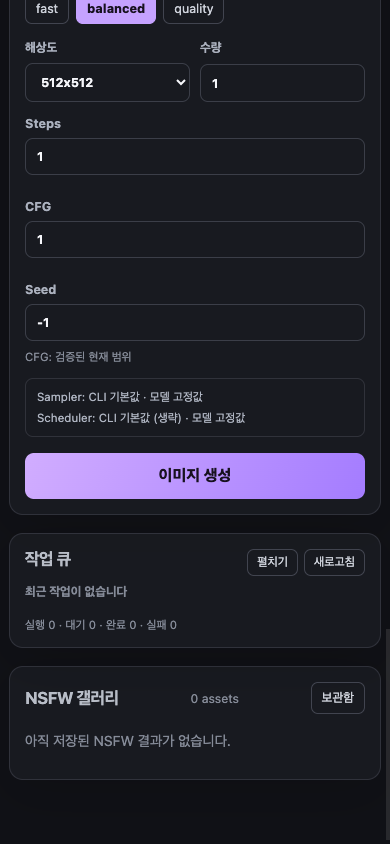 fast balanced quality
해상도 수량
512x512 1
Steps
1
CFG
1
Seed
-1
CFG: 검증된 현재 범위
Sampler: CLI 기본값 · 모델 고정값
Scheduler: CLI 기본값 (생략) · 모델 고정값
이미지 생성
작업 큐 펼치기 새로고침
최근 작업이 없습니다
실행 0 · 대기 0 · 완료 0 · 실패 0
NSFW 갤러리 0 assets 보관함
아직 저장된 NSFW 결과가 없습니다.